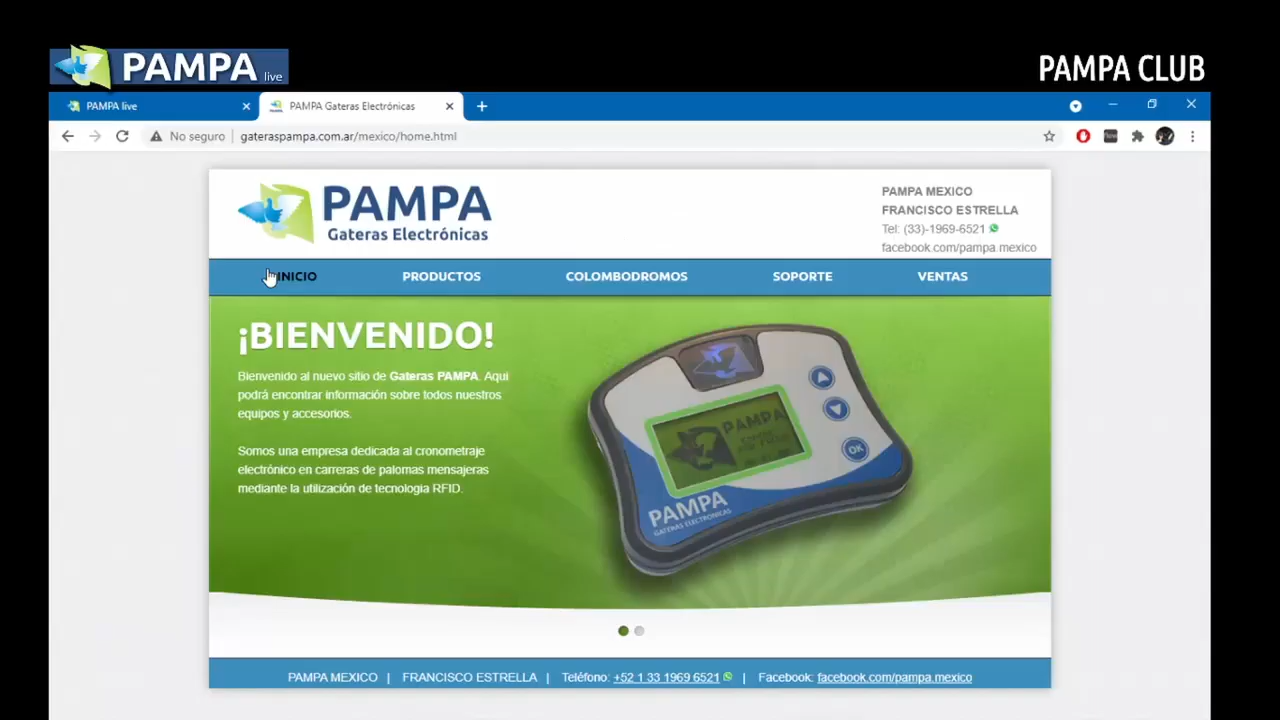 PAMPA live
PAMPA CLUB
PAMPA live
PAMPA Gateras Electrónicas
No seguro
gateraspampa.com.ar/mexico/home.html
PAMPA
Gateras Electrónicas
PAMPA MEXICO
FRANCISCO ESTRELLA
Tel: (33)-1969-6521
facebook.com/pampa.mexico
INICIO
PRODUCTOS
COLOMBODROMOS
SOPORTE
VENTAS
¡BIENVENIDO!
Bienvenido al nuevo sitio de Gateras PAMPA. Aqui
podrá encontrar información sobre todos nuestros
equipos y accesorios.
Somos una empresa dedicada al cronometraje
electrónico en carreras de palomas mensajeras
mediante la utilización de tecnologia RFID.
PAMPA
OK
PAMPA
GATERAS ELECTRÓNICAS
PAMPA MEXICO | FRANCISCO ESTRELLA | Teléfono: +52 1 33 1969 6521 | Facebook: facebook.com/pampa.mexico